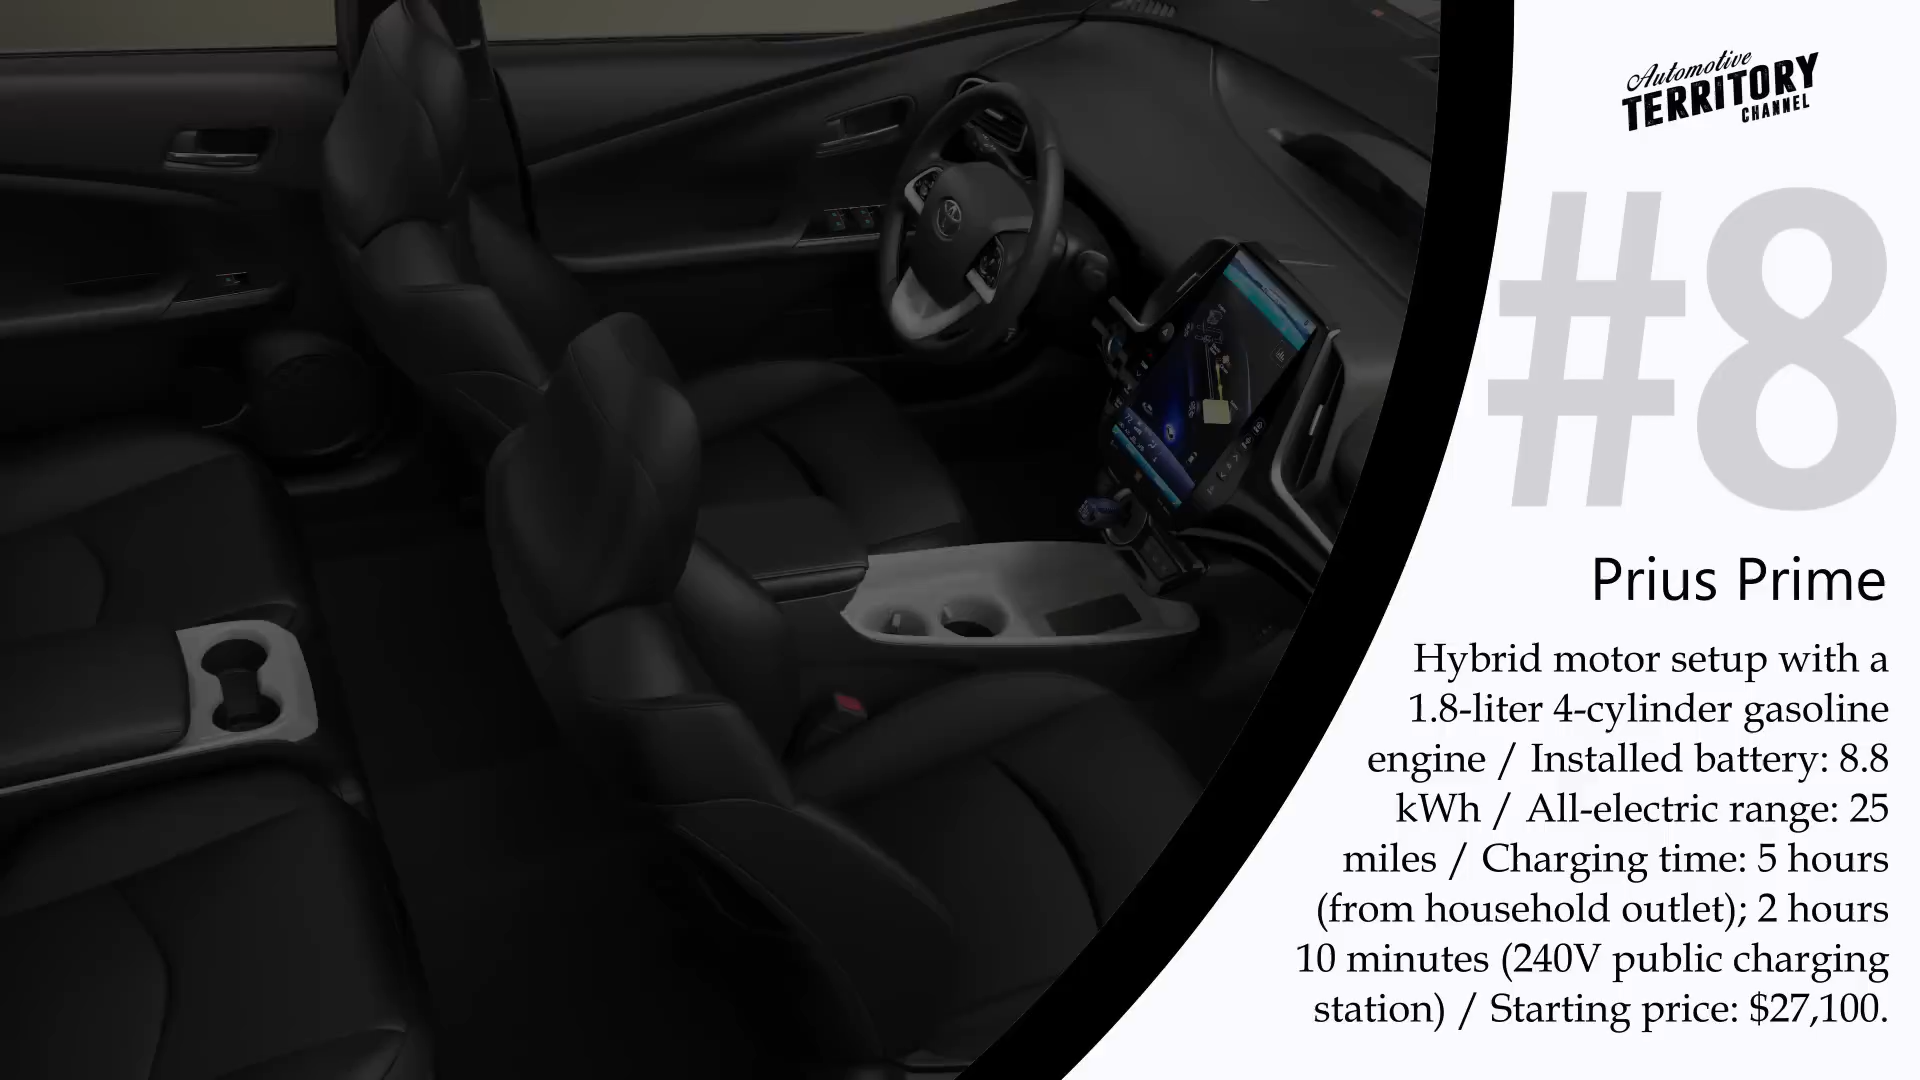 Automotive
TERRITORY
CHANNEL
#8
Prius Prime
Hybrid motor setup with a
1.8-liter 4-cylinder gasoline
engine / Installed battery: 8.8
kWh / All-electric range: 25
miles / Charging time: 5 hours
(from household outlet); 2 hours
10 minutes (240V public charging
station) / Starting price: $27,100.